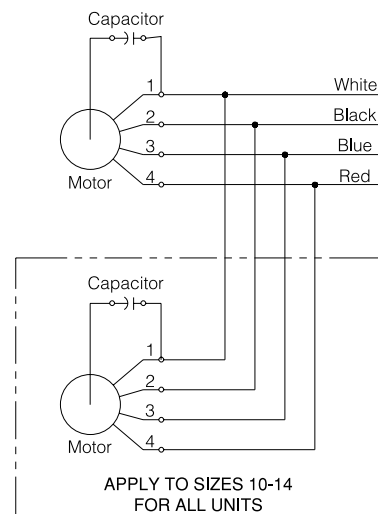 Capacitor
1
White
2
Black
3
Blue
4
Red
Motor
Capacitor
1
2
3
4
Motor
APPLY TO SIZES 10-14
FOR ALL UNITS